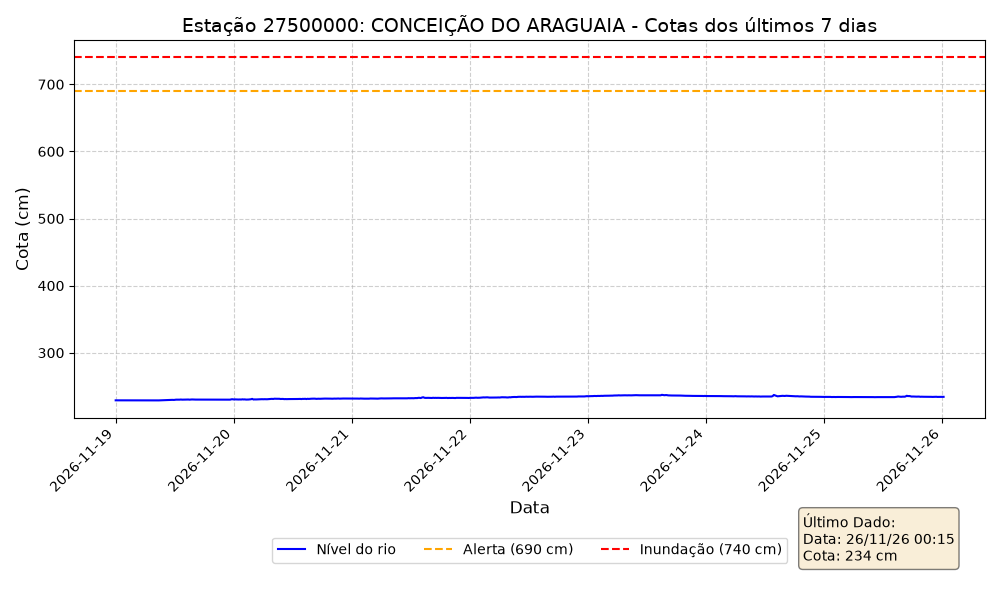 Estação 27500000: CONCEIÇÃO DO ARAGUAIA - Cotas dos últimos 7 dias
Cota (cm)
700
600
500
400
300
2026-11-19
2026-11-20
2026-11-21
2026-11-22
2026-11-23
2026-11-24
2026-11-25
2026-11-26
Data
Nível do rio
Alerta (690 cm)
Inundação (740 cm)
Último Dado:
Data: 26/11/26 00:15
Cota: 234 cm